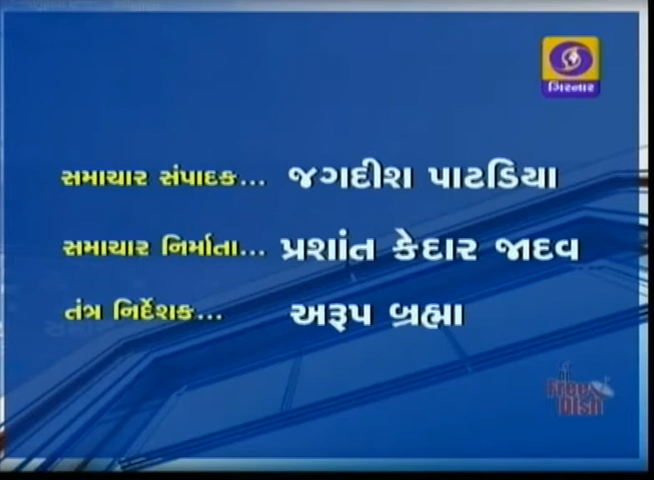 ગિરનાર
સમાચાર સંપાદક... જગદીશ પાટડિયા
સમાચાર નિર્માતા... પ્રશાંત કેદાર જાદવ
તંત્ર નિર્દેશક... અરૂપ બ્રહ્મા
Free
Dish